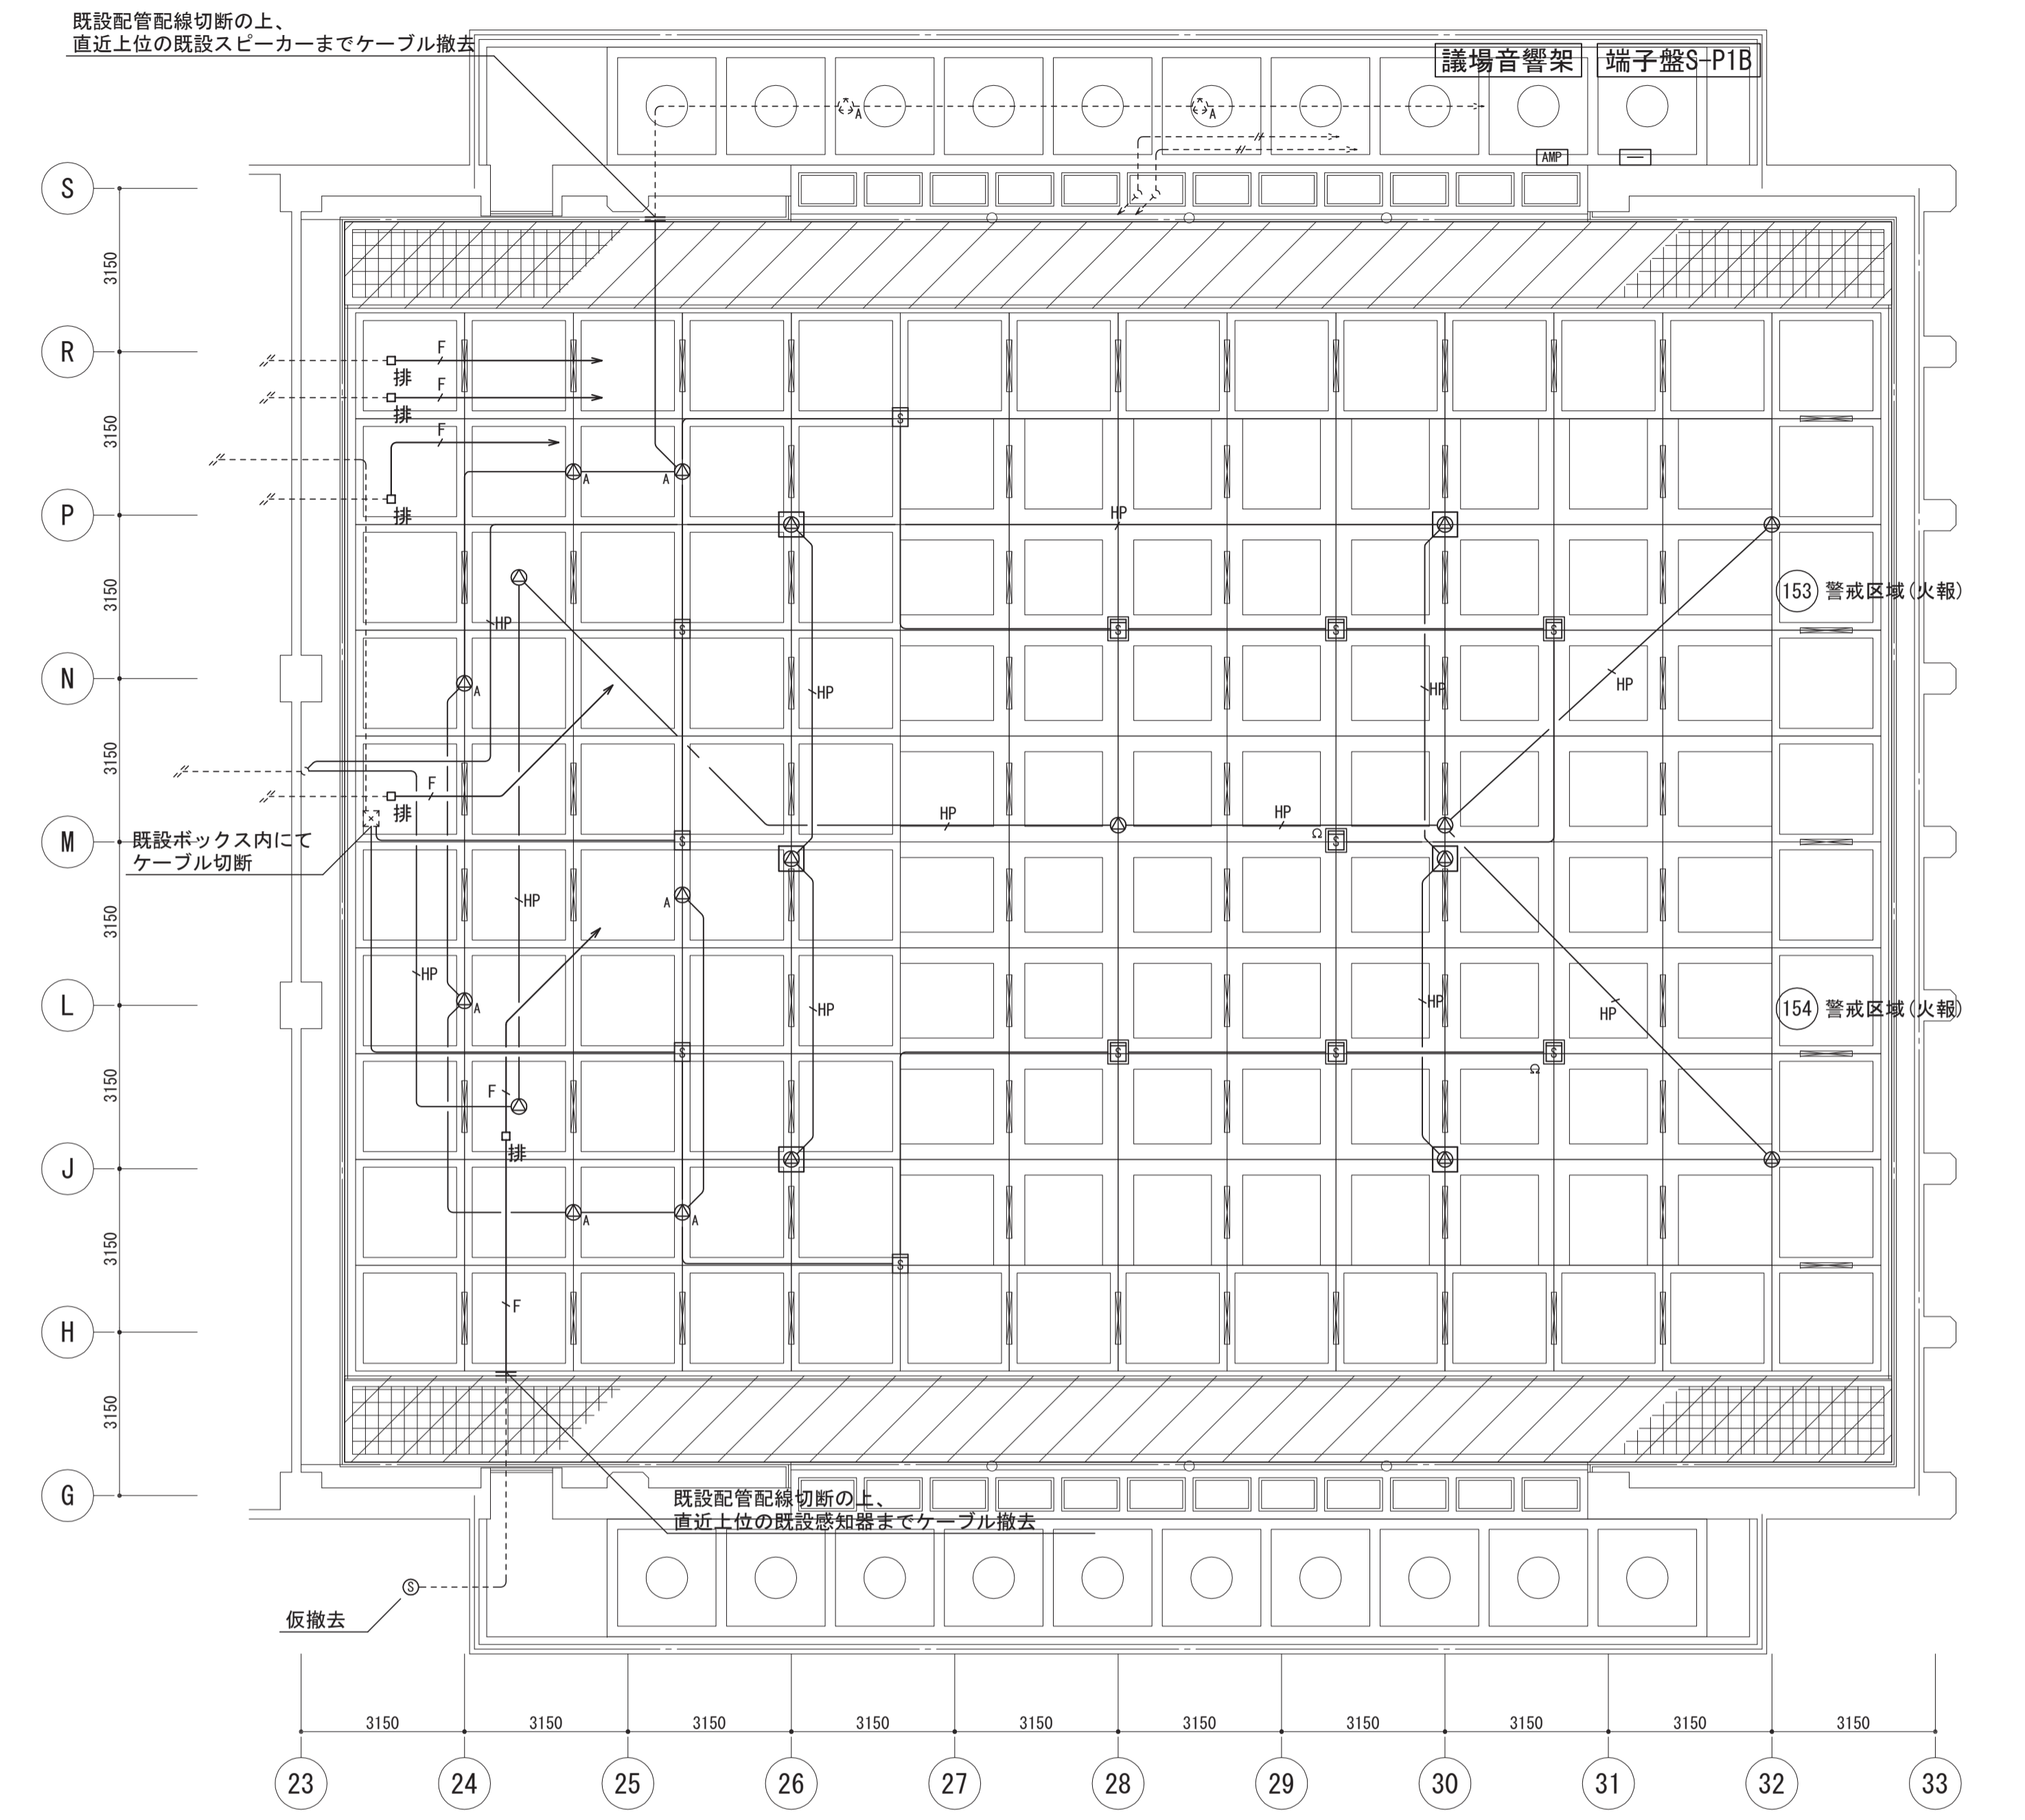 既設配管配線切断の上、
直近上位の既設スピーカーまでケーブル撤去
議場音響架
端子盤S-P1B
A
A
AMP
S
3150
R
F
排
F
排
S
3150
F
A
A
P
排
HP
3150
153 警戒区域(火報)
HP
S
S
S
S
N
A
HP
HP
HP
3150
F
排
HP
HP
Ω
S
S
M
既設ボックス内にて
ケーブル切断
3150
HP
A
3150
HP
A
HP
HP
HP
L
154 警戒区域(火報)
S
S
S
S
Ω
3150
F
排
J
A
A
3150
S
F
H
3150
G
既設配管配線切断の上、
直近上位の既設感知器までケーブル撤去
S
仮撤去
3150
3150
3150
3150
3150
3150
3150
3150
3150
3150
23
24
25
26
27
28
29
30
31
32
33